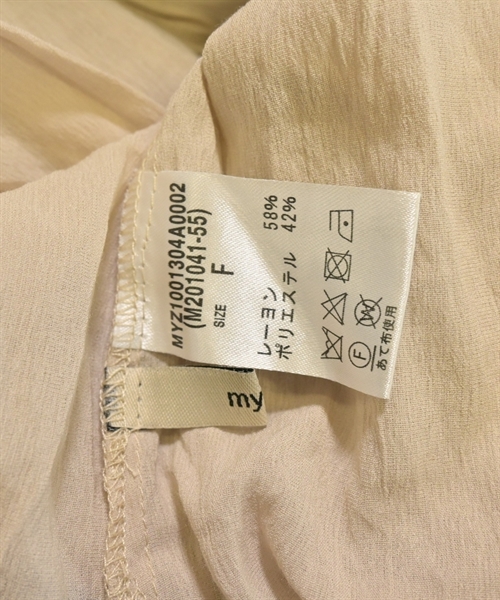 MYZ1001304A0002
(M201041-55)
SIZE F
レーヨン 58%
ポリエステル 42%
F
あて布使用
my